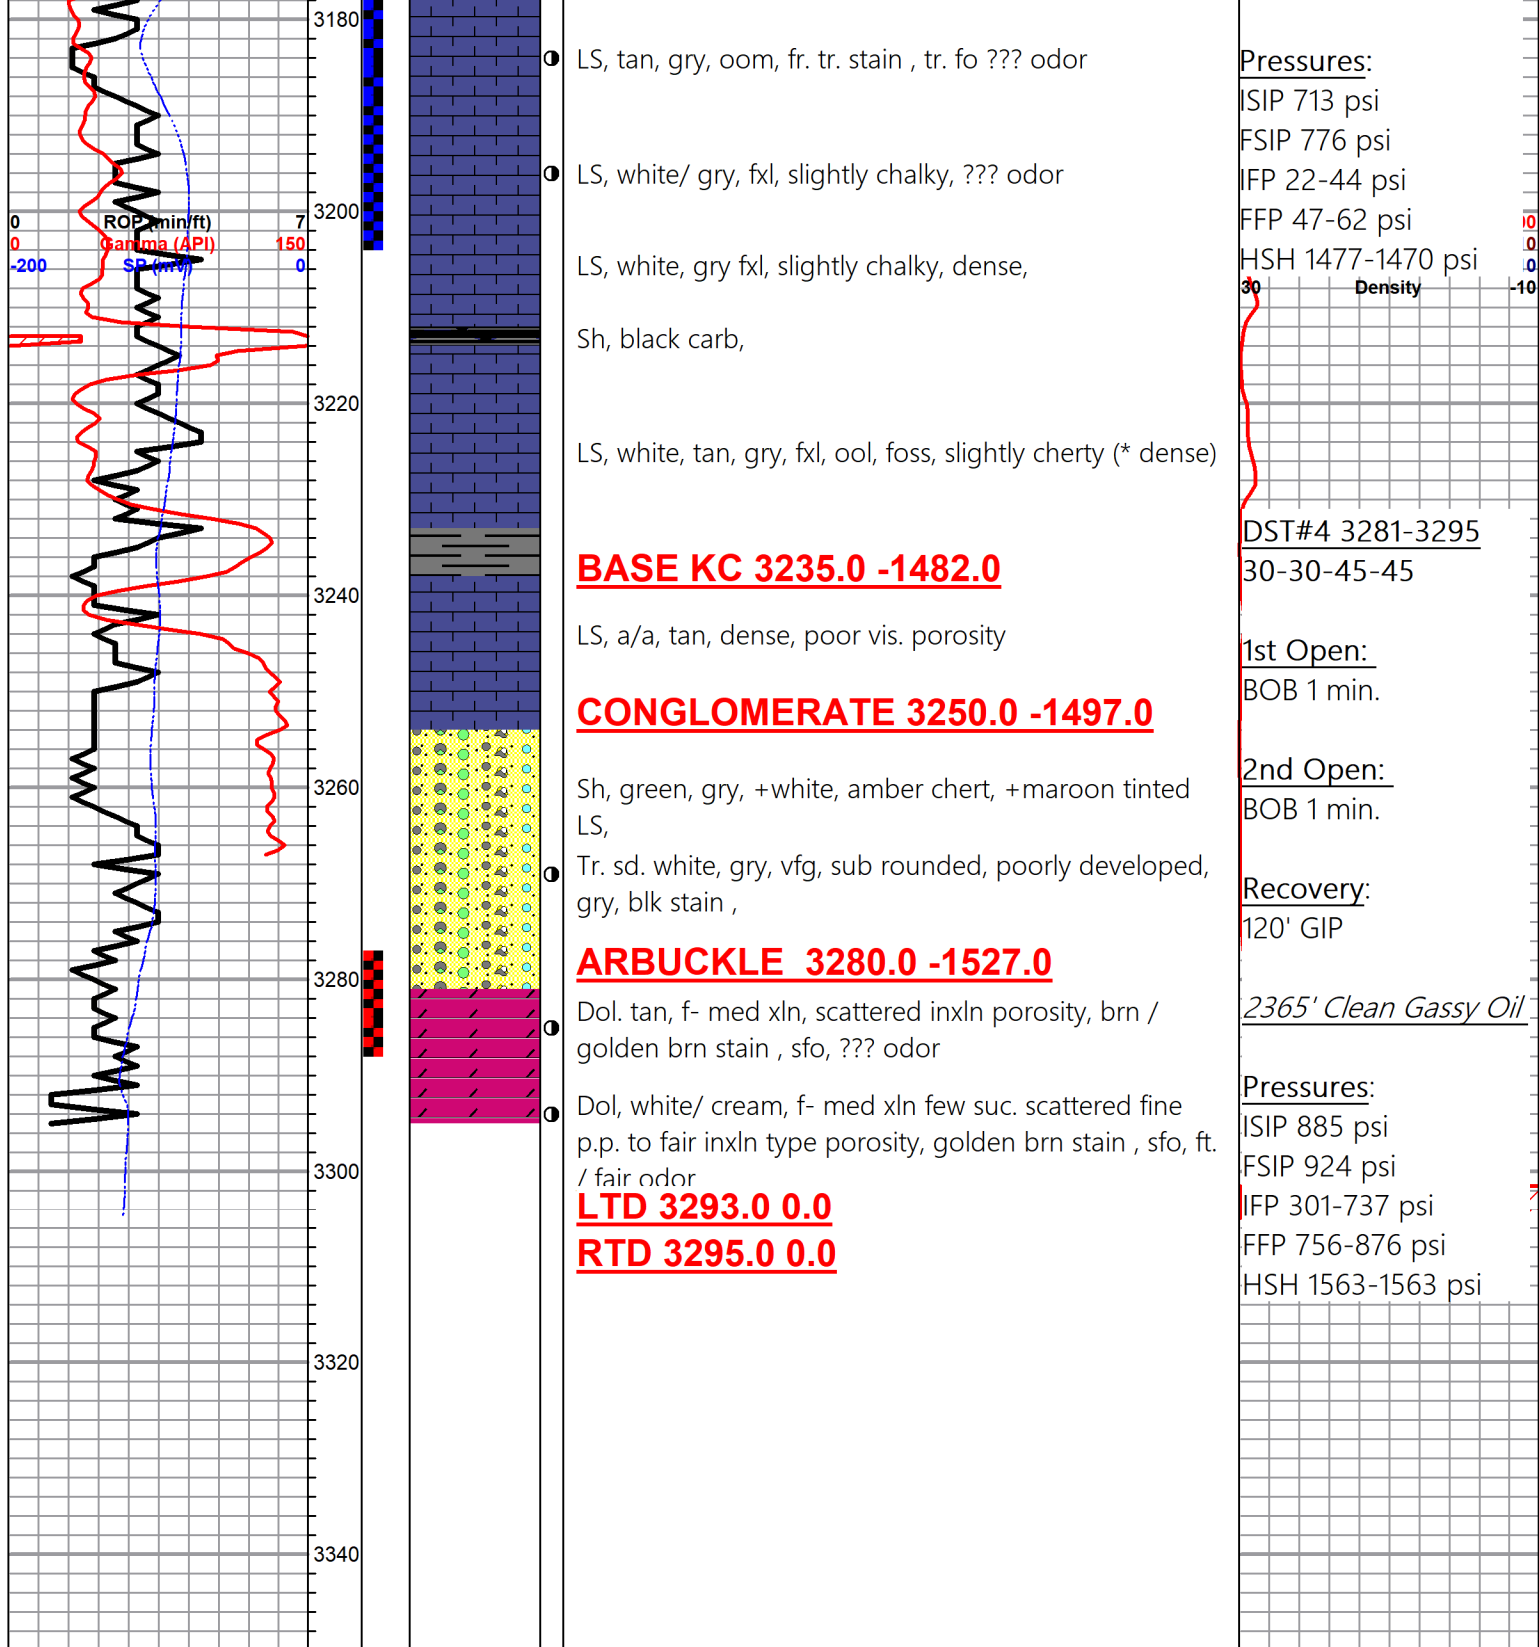 3180
LS, tan, gry, oom, fr. tr. stain , tr. fo ??? odor
LS, white/ gry, fxl, slightly chalky, ??? odor
3200
0 ROP (min/ft) 7
0 Gamma (API) 150
-200 SP (mV) 0
LS, white, gry fxl, slightly chalky, dense,
Sh, black carb,
3220
LS, white, tan, gry, fxl, ool, foss, slightly cherty (* dense)
BASE KC 3235.0 -1482.0
3240
LS, a/a, tan, dense, poor vis. porosity
CONGLOMERATE 3250.0 -1497.0
3260
Sh, green, gry, +white, amber chert, +maroon tinted
LS,
Tr. sd. white, gry, vfg, sub rounded, poorly developed,
gry, blk stain ,
ARBUCKLE  3280.0 -1527.0
3280
Dol. tan, f- med xln, scattered inxln porosity, brn /
golden brn stain , sfo, ??? odor
Dol, white/ cream, f- med xln few suc. scattered fine
p.p. to fair inxln type porosity, golden brn stain , sfo, ft.
/ fair odor
3300
LTD 3293.0 0.0
RTD 3295.0 0.0
3320
3340
Pressures:
ISIP 713 psi
FSIP 776 psi
IFP 22-44 psi
FFP 47-62 psi
HSH 1477-1470 psi
0
0
0
30 Density -10
DST#4 3281-3295
30-30-45-45
1st Open:
BOB 1 min.
2nd Open:
BOB 1 min.
Recovery:
120' GIP
2365' Clean Gassy Oil
Pressures:
ISIP 885 psi
FSIP 924 psi
IFP 301-737 psi
FFP 756-876 psi
HSH 1563-1563 psi